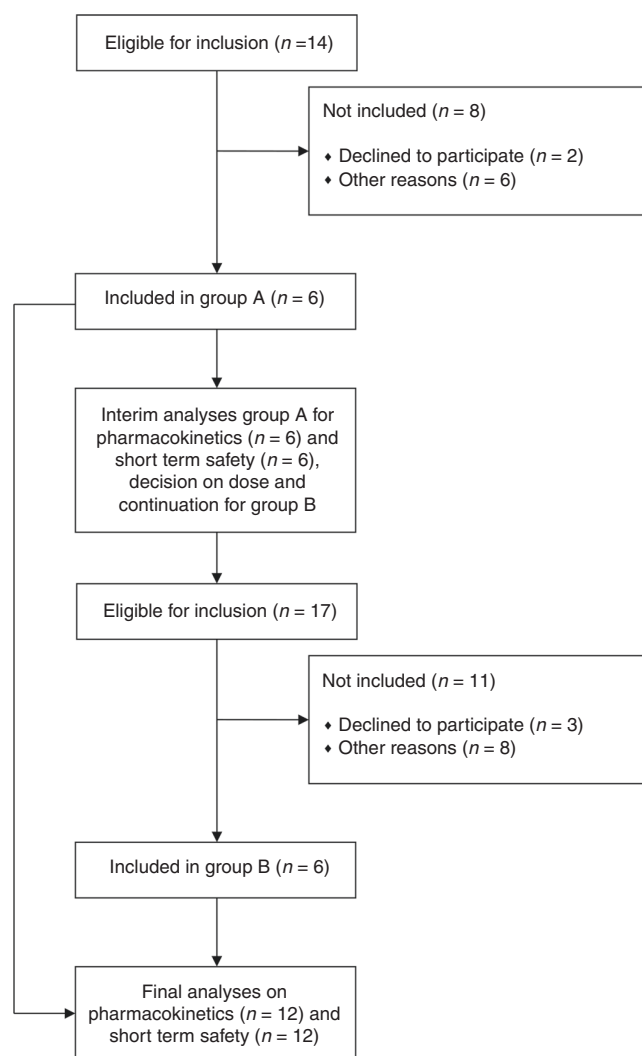 Eligible for inclusion (n =14)
Not included (n = 8)
♦ Declined to participate (n = 2)
♦ Other reasons (n = 6)
Included in group A (n = 6)
Interim analyses group A for
pharmacokinetics (n = 6) and
short term safety (n = 6),
decision on dose and
continuation for group B
Eligible for inclusion (n = 17)
Not included (n = 11)
♦ Declined to participate (n = 3)
♦ Other reasons (n = 8)
Included in group B (n = 6)
Final analyses on
pharmacokinetics (n = 12) and
short term safety (n = 12)